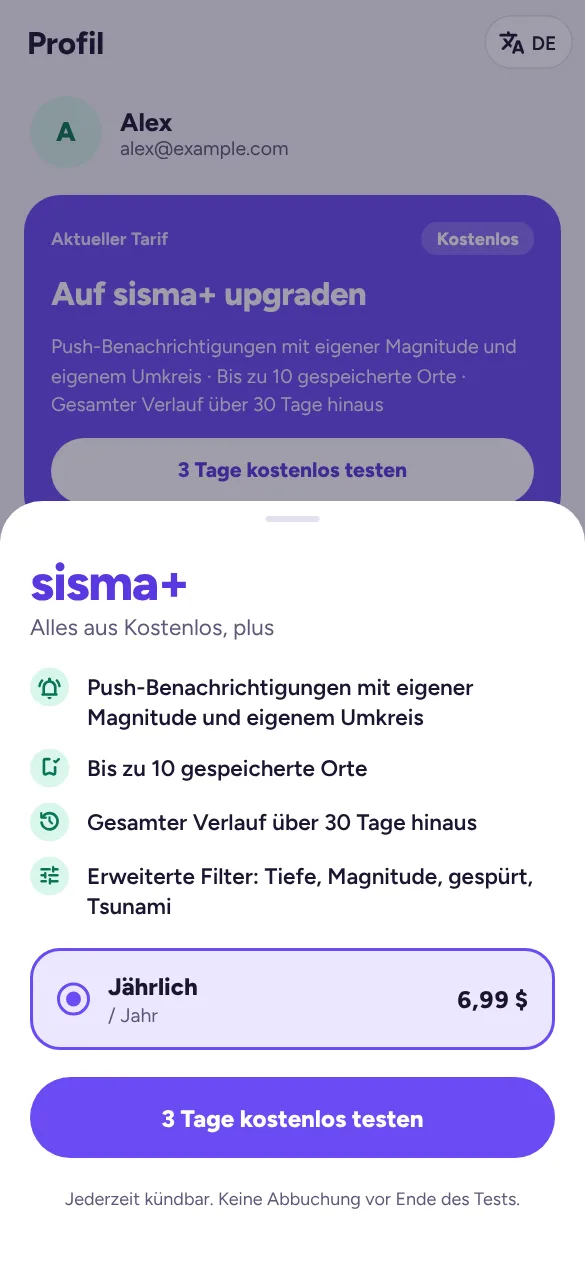 Profil
DE
A
Alex
alex@example.com
Aktueller Tarif
Kostenlos
Auf sisma+ upgraden
Push-Benachrichtigungen mit eigener Magnitude und
eigenem Umkreis · Bis zu 10 gespeicherte Orte ·
Gesamter Verlauf über 30 Tage hinaus
3 Tage kostenlos testen
sisma+
Alles aus Kostenlos, plus
Push-Benachrichtigungen mit eigener
Magnitude und eigenem Umkreis
Bis zu 10 gespeicherte Orte
Gesamter Verlauf über 30 Tage hinaus
Erweiterte Filter: Tiefe, Magnitude, gespürt,
Tsunami
Jährlich
/ Jahr
6,99 $
3 Tage kostenlos testen
Jederzeit kündbar. Keine Abbuchung vor Ende des Tests.